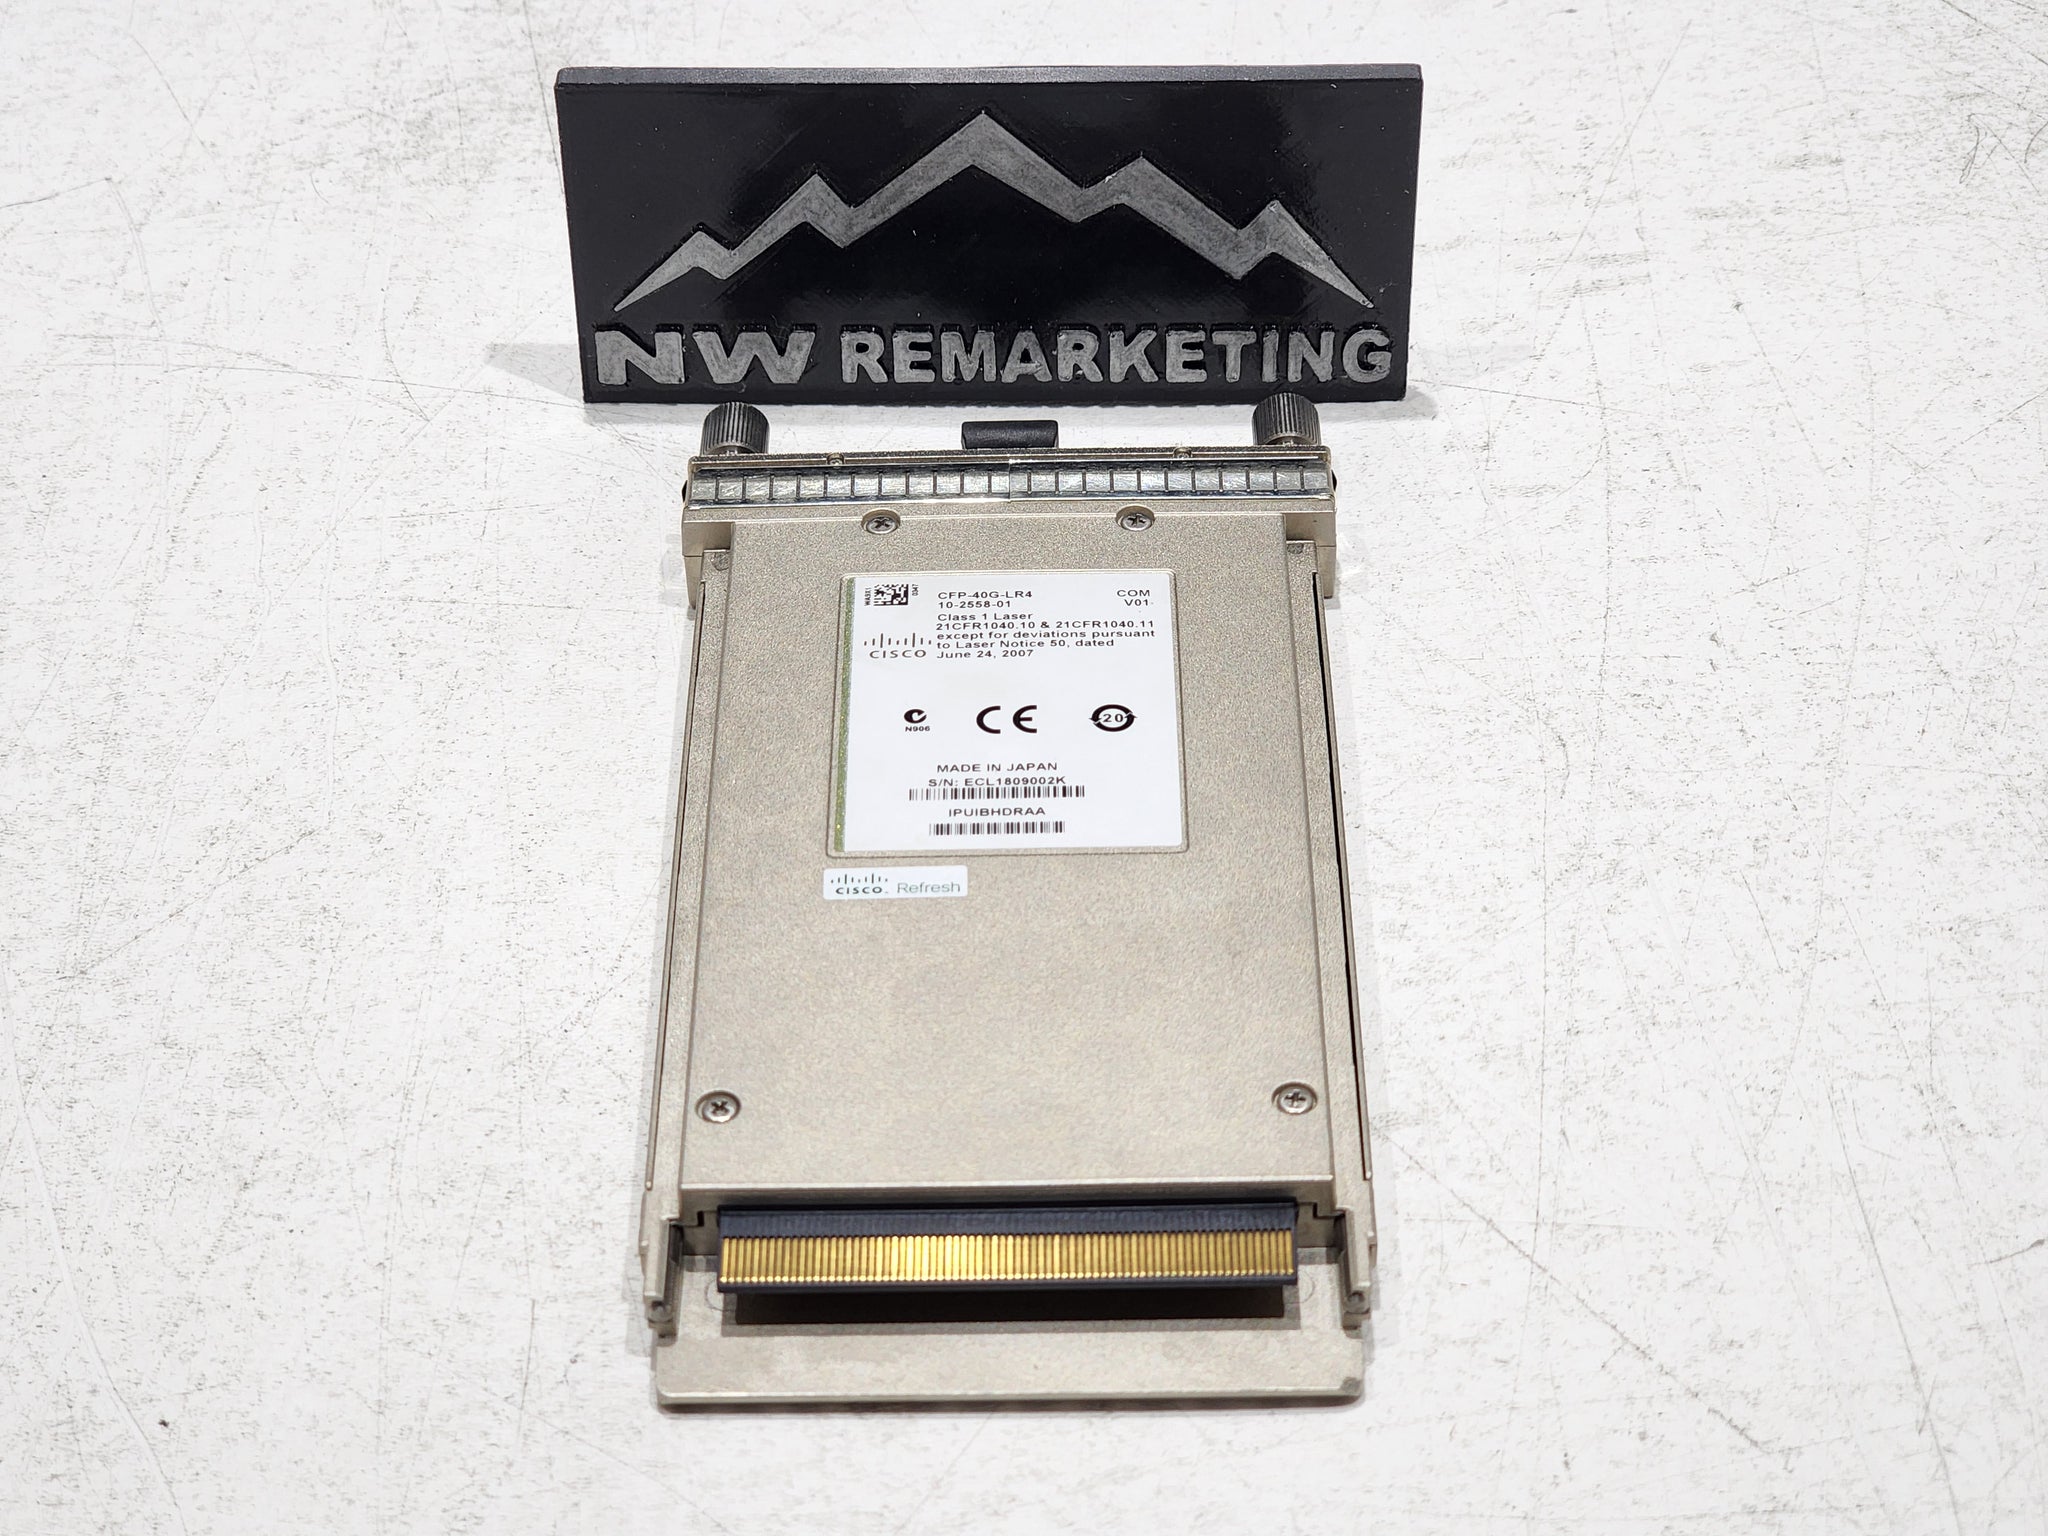 NW REMARKETING
CFP-40G-LR4 COM
10-2558-01 V01
Class 1 Laser
21CFR1040.10 & 21CFR1040.11
except for deviations pursuant
to Laser Notice 50, dated
June 24, 2007
CISCO
N906
CE
20
MADE IN JAPAN
S/N: ECL1809002K
IPUIBHDRAA
CISCO Refresh